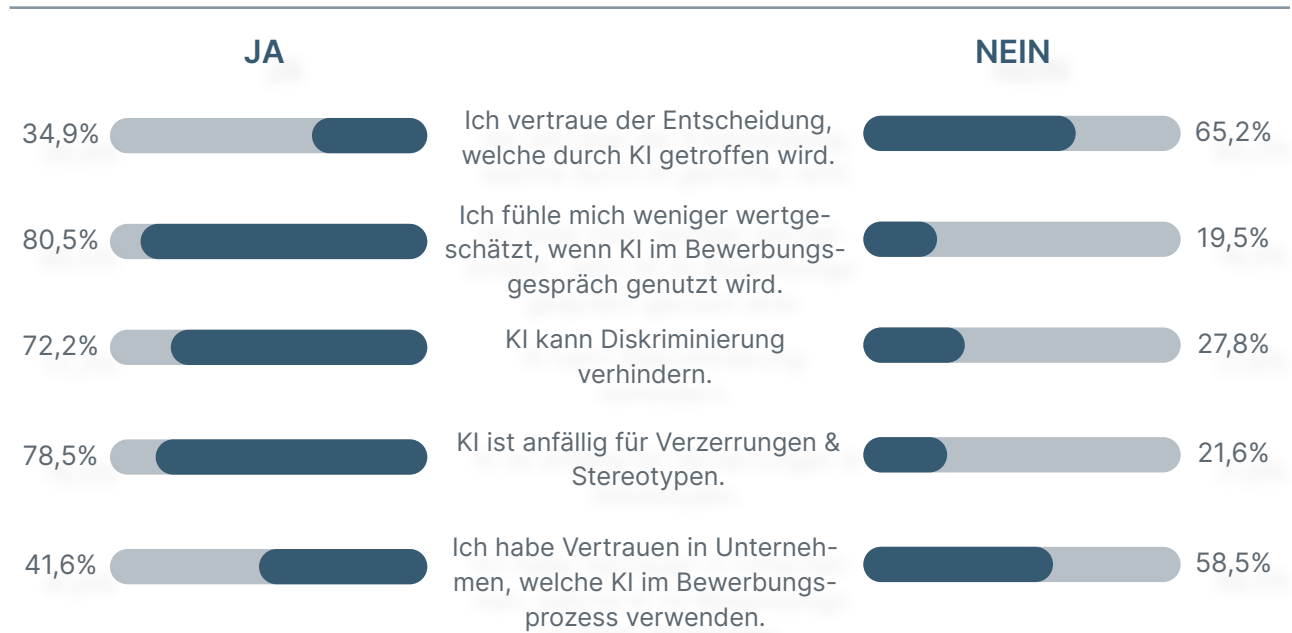 JA
NEIN
34,9%
Ich vertraue der Entscheidung,
welche durch KI getroffen wird.
65,2%
80,5%
Ich fühle mich weniger wertge-
schätzt, wenn KI im Bewerbungs-
gespräch genutzt wird.
19,5%
72,2%
KI kann Diskriminierung
verhindern.
27,8%
78,5%
KI ist anfällig für Verzerrungen &
Stereotypen.
21,6%
41,6%
Ich habe Vertrauen in Unterneh-
men, welche KI im Bewerbungs-
prozess verwenden.
58,5%